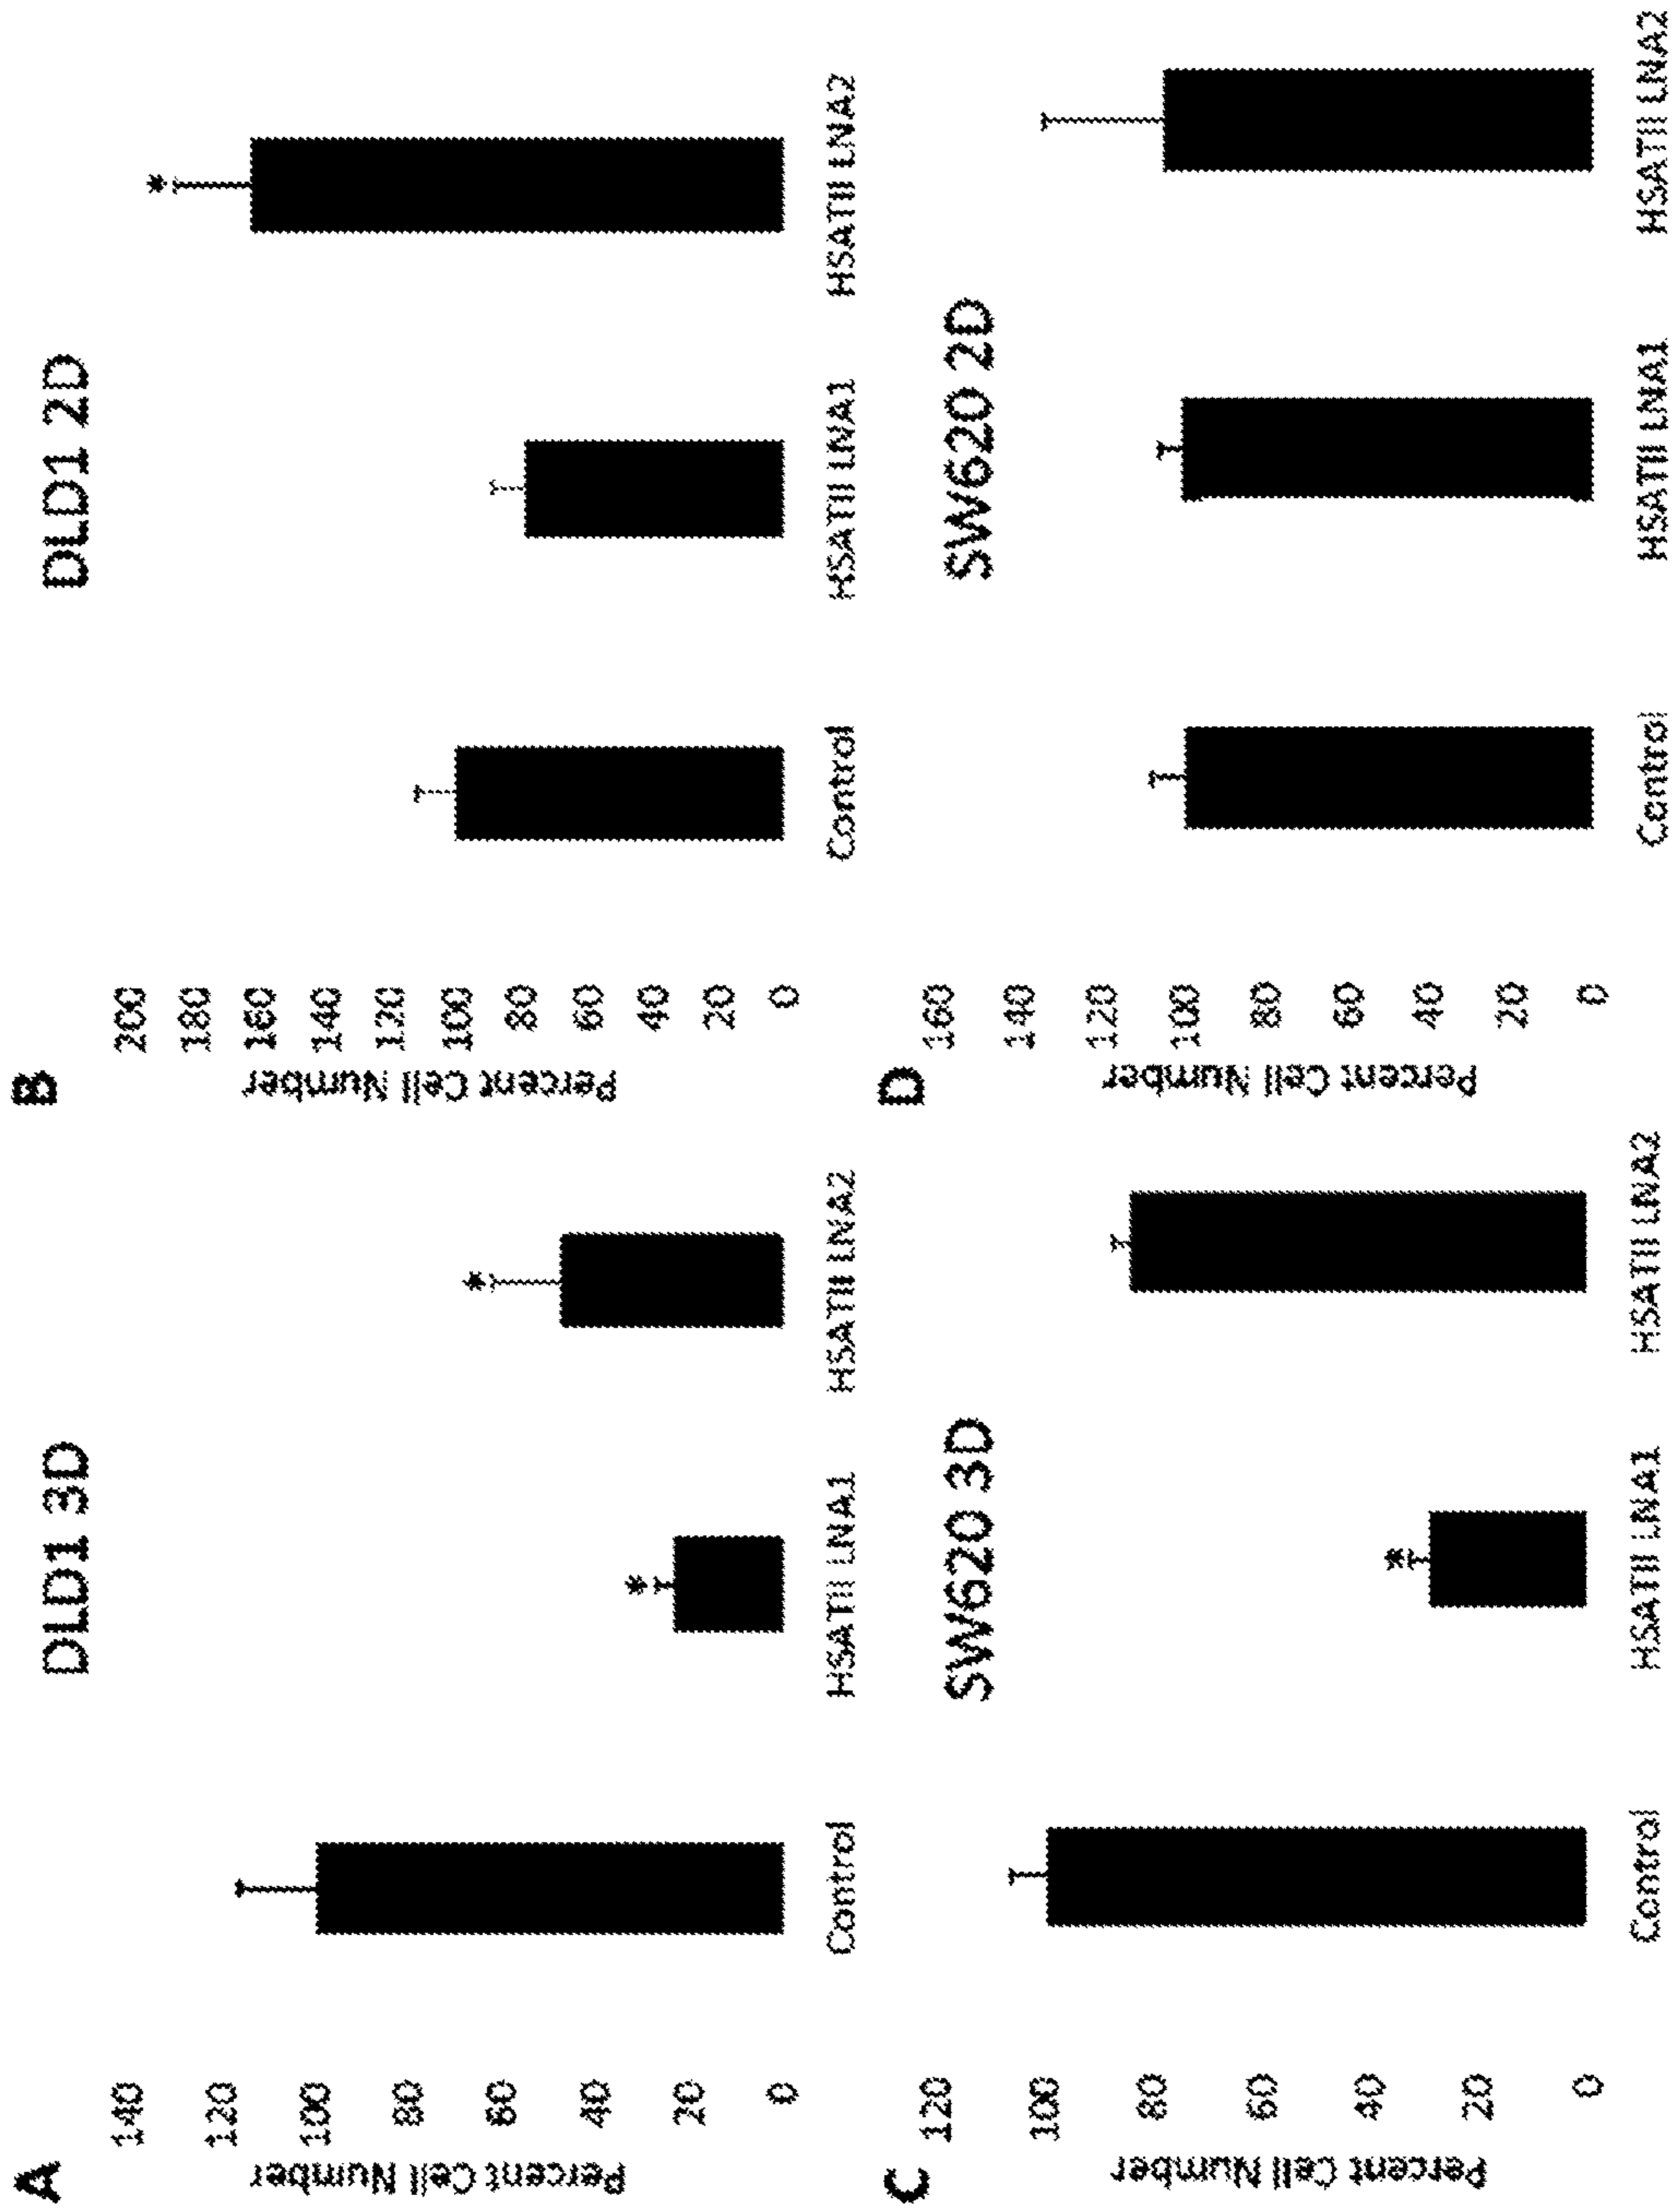 A
DLD1 3D
Percent Cell Number
140
120
100
80
60
40
20
0
*
*
Control
HSATII LNA1
HSATII LNA2
B
DLD1 2D
Percent Cell Number
200
180
160
140
120
100
80
60
40
20
0
*
Control
HSATII LNA1
HSATII LNA2
C
SW620 3D
Percent Cell Number
120
100
80
60
40
20
0
*
Control
HSATII LNA1
HSATII LNA2
D
SW620 2D
Percent Cell Number
160
140
120
100
80
60
40
20
0
Control
HSATII LNA1
HSATII LNA2